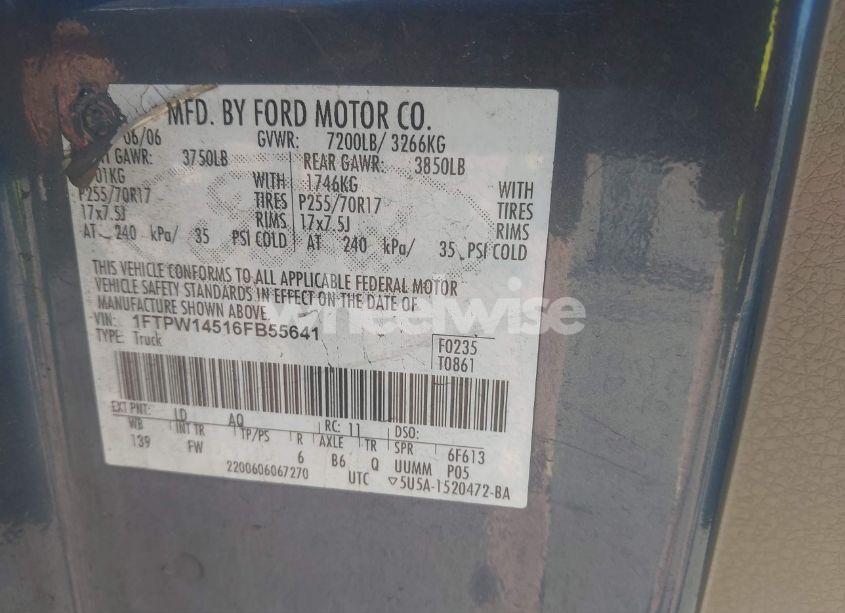 MFD. BY FORD MOTOR CO.
06/06 GVWR: 7200LB/ 3266KG
GAWR: 3750LB REAR GAWR: 3850LB
01KG WITH 1746KG WITH
P255/70R17 TIRES P255/70R17 TIRES
17x7.5J RIMS 17x7.5J RIMS
AT 240 kPa/ 35 PSI COLD AT 240 kPa/ 35 PSI COLD
THIS VEHICLE CONFORMS TO ALL APPLICABLE FEDERAL MOTOR
VEHICLE SAFETY STANDARDS IN EFFECT ON THE DATE OF
MANUFACTURE SHOWN ABOVE.
VIN: 1FTPW14516FB55641
TYPE: Truck
F0235
T0861
wheelwise
EXT PNT: LD AQ RC: 11 DSO:
WB INT TR TP/PS R AXLE TR SPR 6F613
139 FW 6 B6 Q UUMM P05
2200606067270 UTC ▽5U5A-1520472-BA